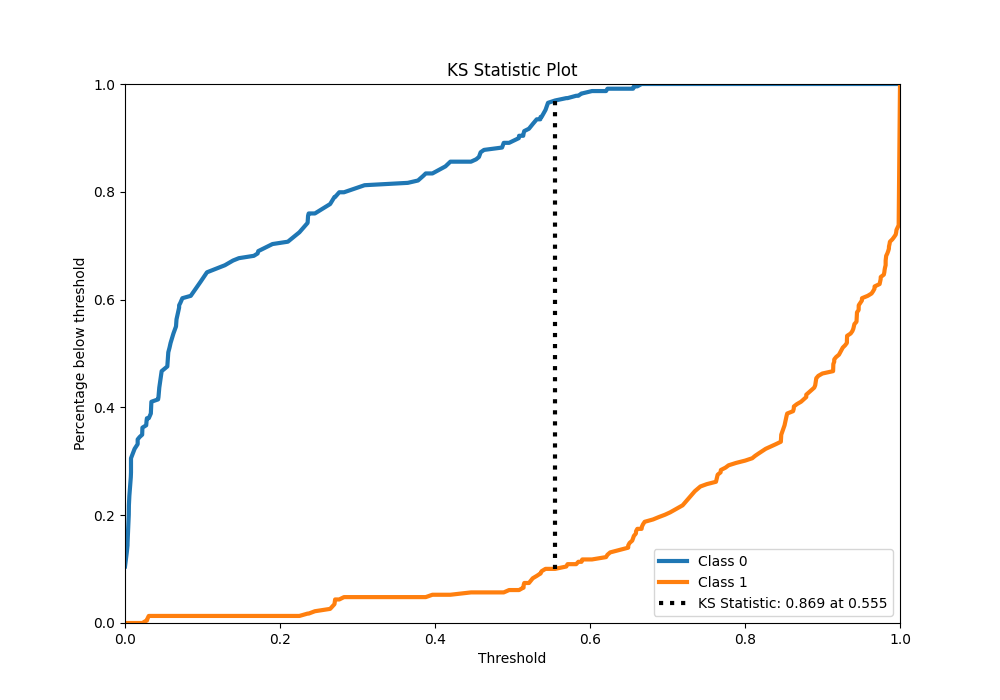 KS Statistic Plot
Percentage below threshold
1.0
0.8
0.6
0.4
0.2
0.0
0.0 0.2 0.4 0.6 0.8 1.0
Threshold
Class 0
Class 1
KS Statistic: 0.869 at 0.555